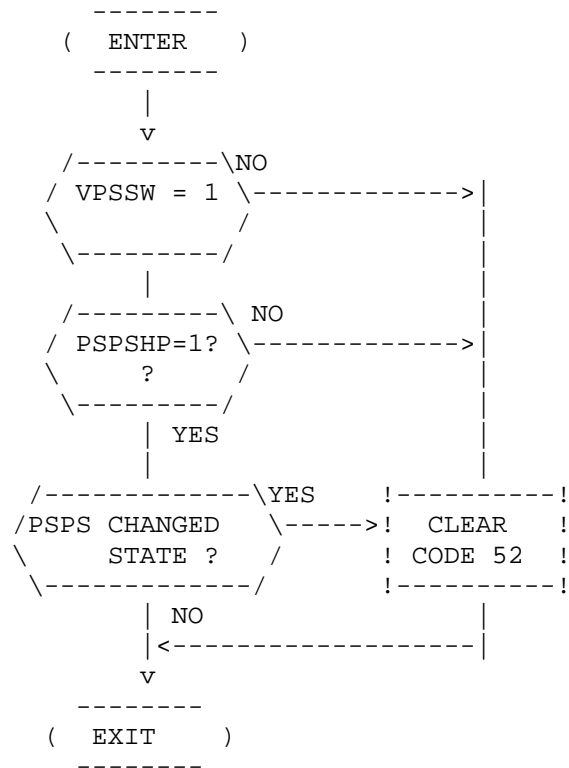 ENTER
NO
VPSSW = 1
NO
PSPSHP=1?
?
YES
YES
PSPS CHANGED
STATE ?
CLEAR
CODE 52
NO
EXIT